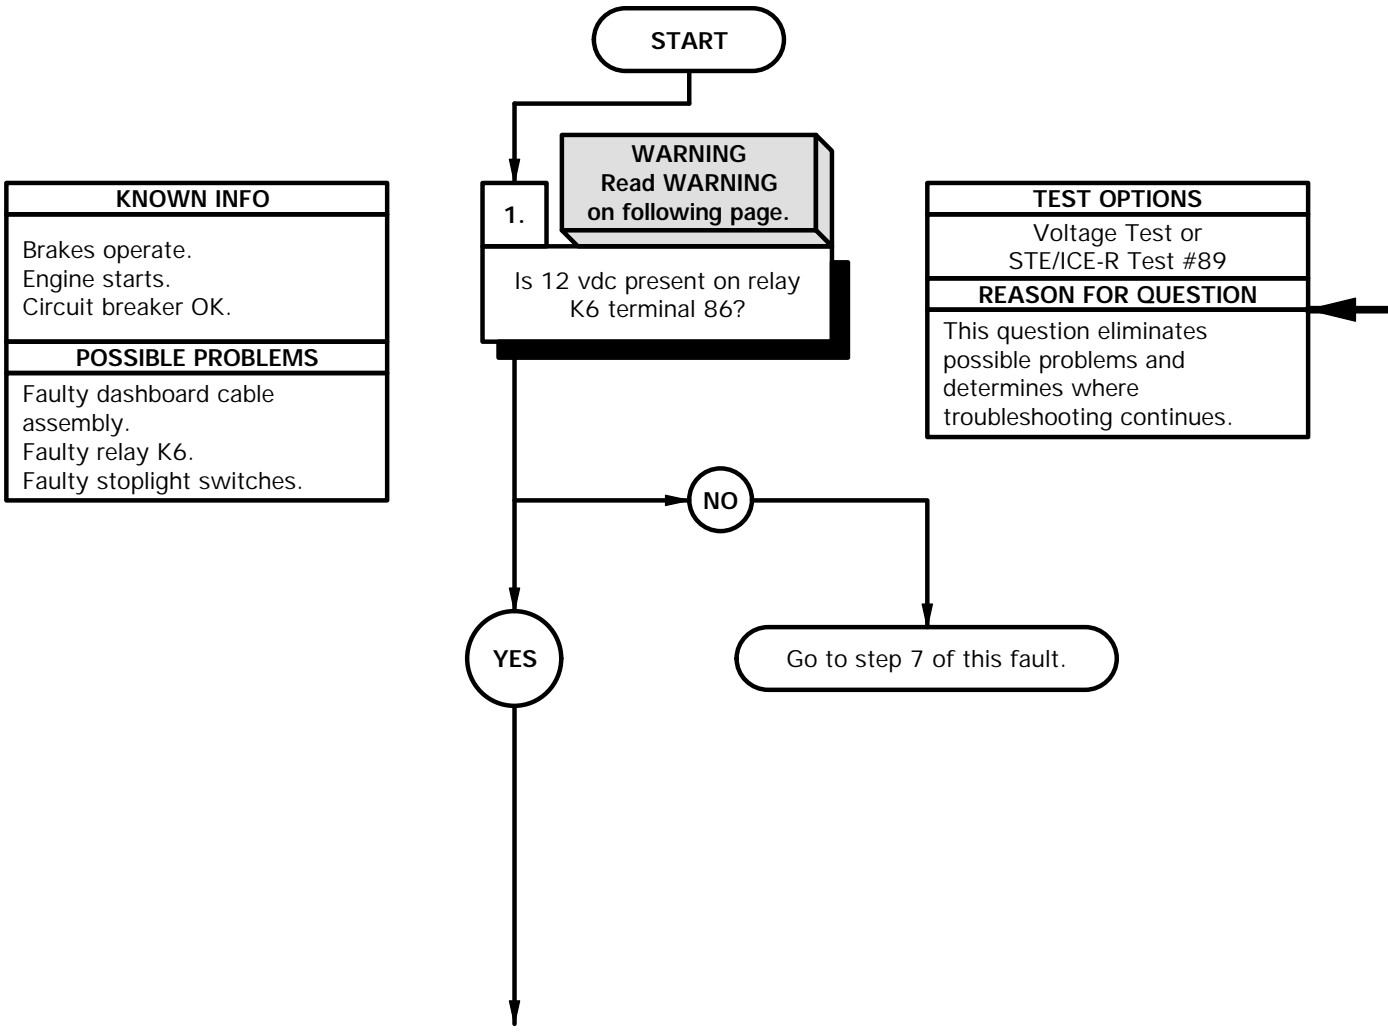 START
WARNING
Read WARNING
on following page.
1.
Is 12 vdc present on relay
K6 terminal 86?
KNOWN INFO
Brakes operate.
Engine starts.
Circuit breaker OK.
POSSIBLE PROBLEMS
Faulty dashboard cable
assembly.
Faulty relay K6.
Faulty stoplight switches.
TEST OPTIONS
Voltage Test or
STE/ICE-R Test #89
REASON FOR QUESTION
This question eliminates
possible problems and
determines where
troubleshooting continues.
NO
YES
Go to step 7 of this fault.